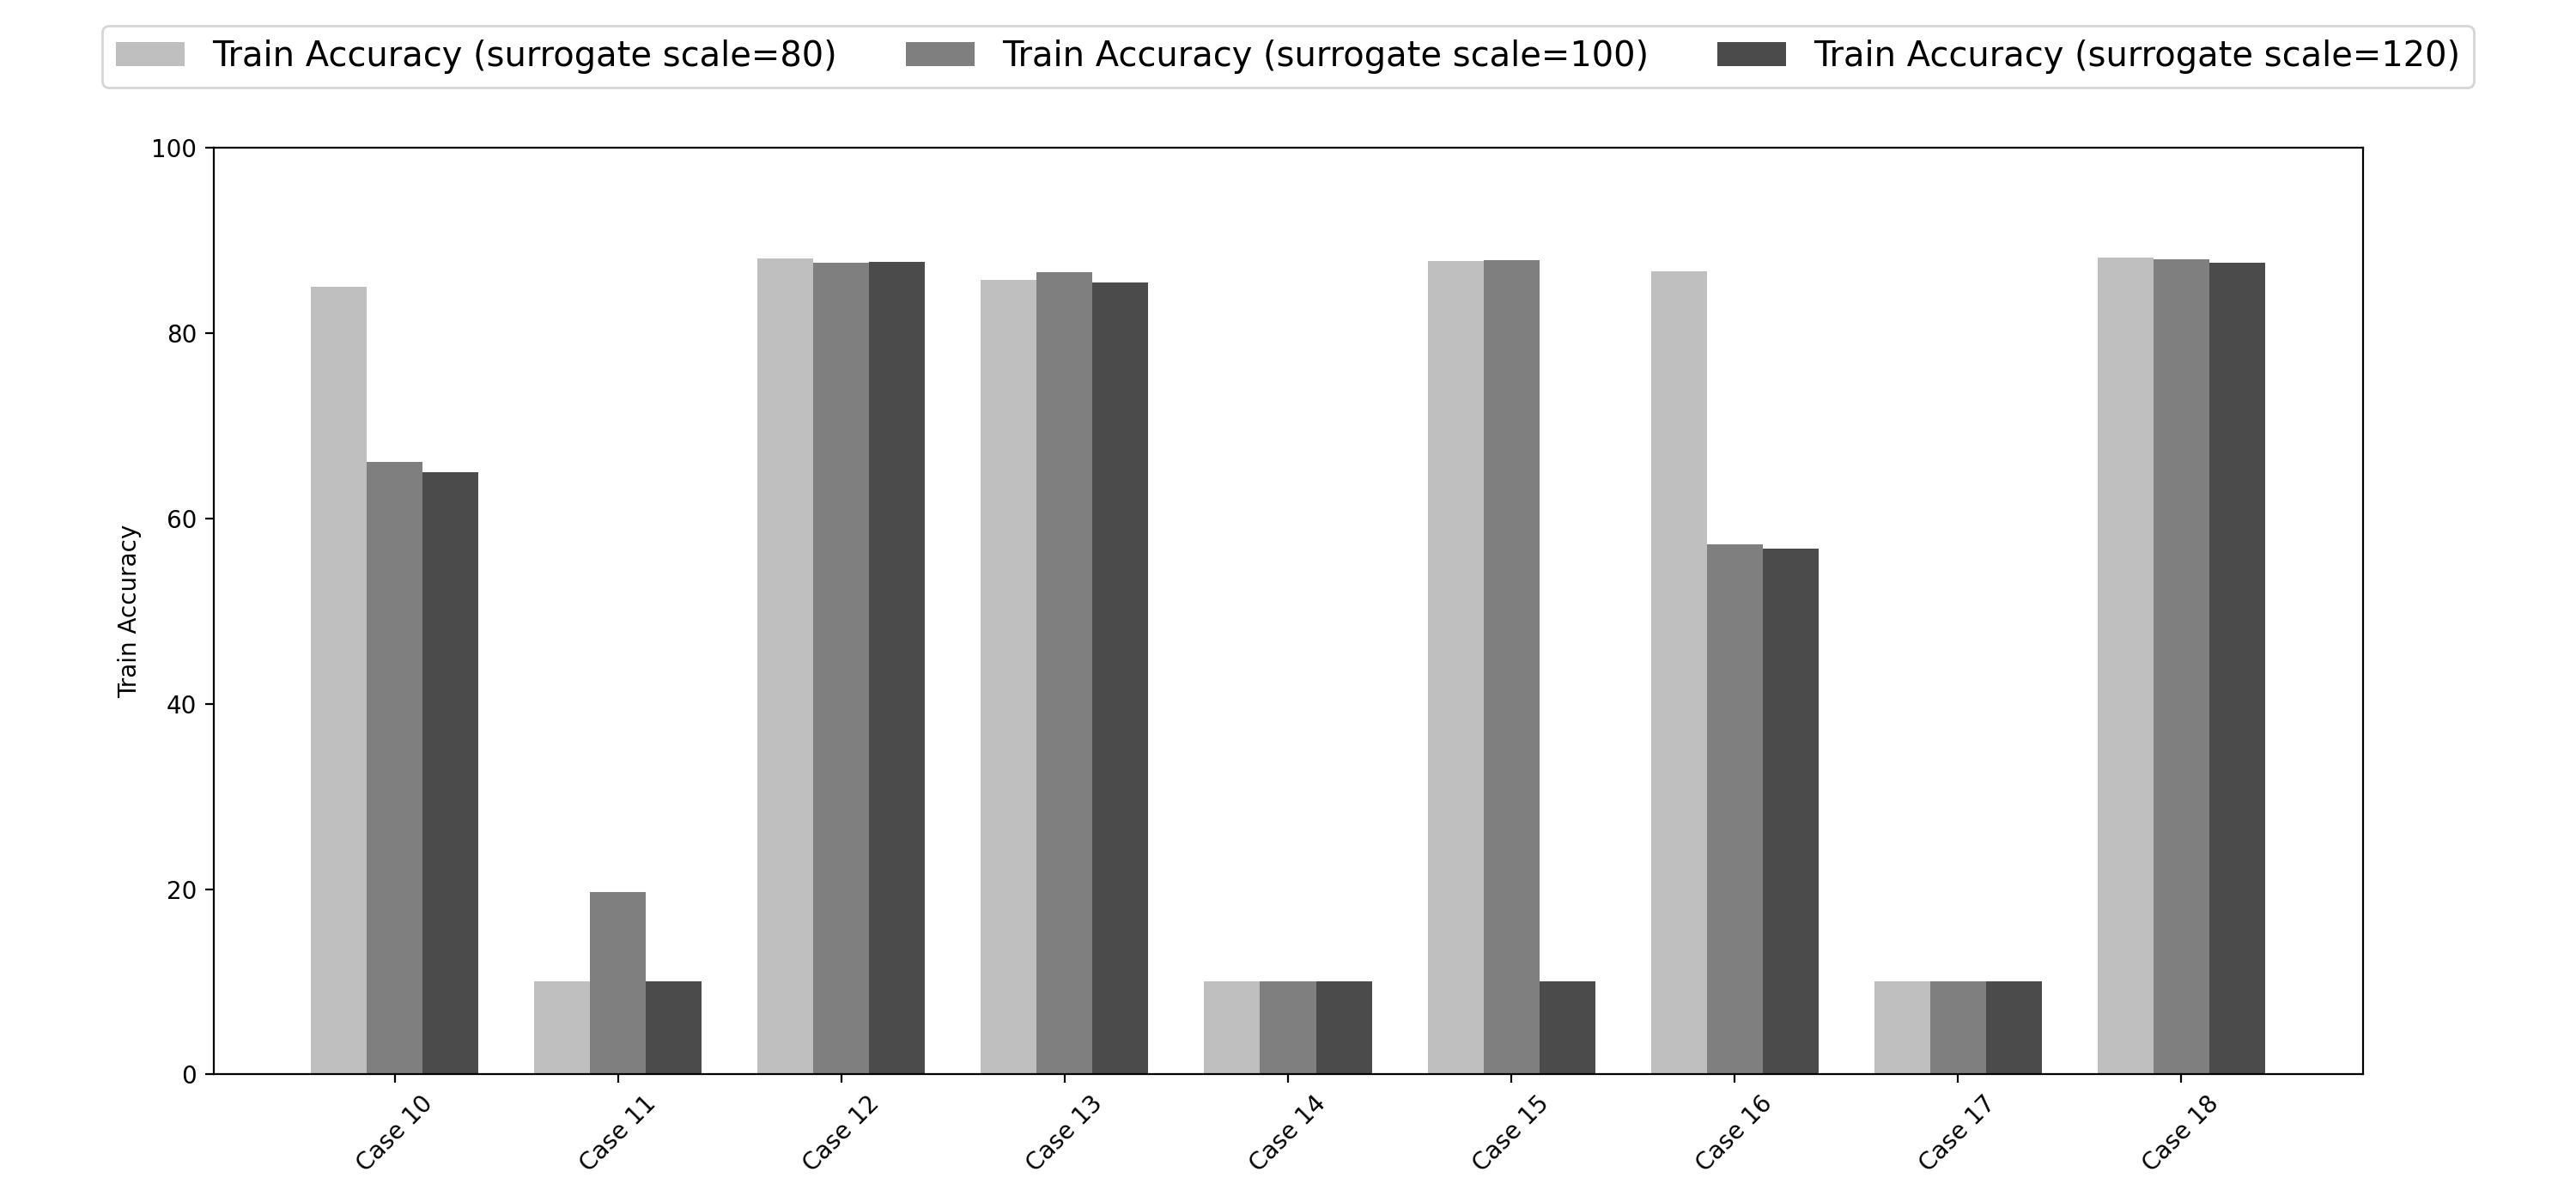 Train Accuracy (surrogate scale=80) Train Accuracy (surrogate scale=100) Train Accuracy (surrogate scale=120)
100
80
60
40
20
0
Train Accuracy
Case 10 Case 11 Case 12 Case 13 Case 14 Case 15 Case 16 Case 17 Case 18